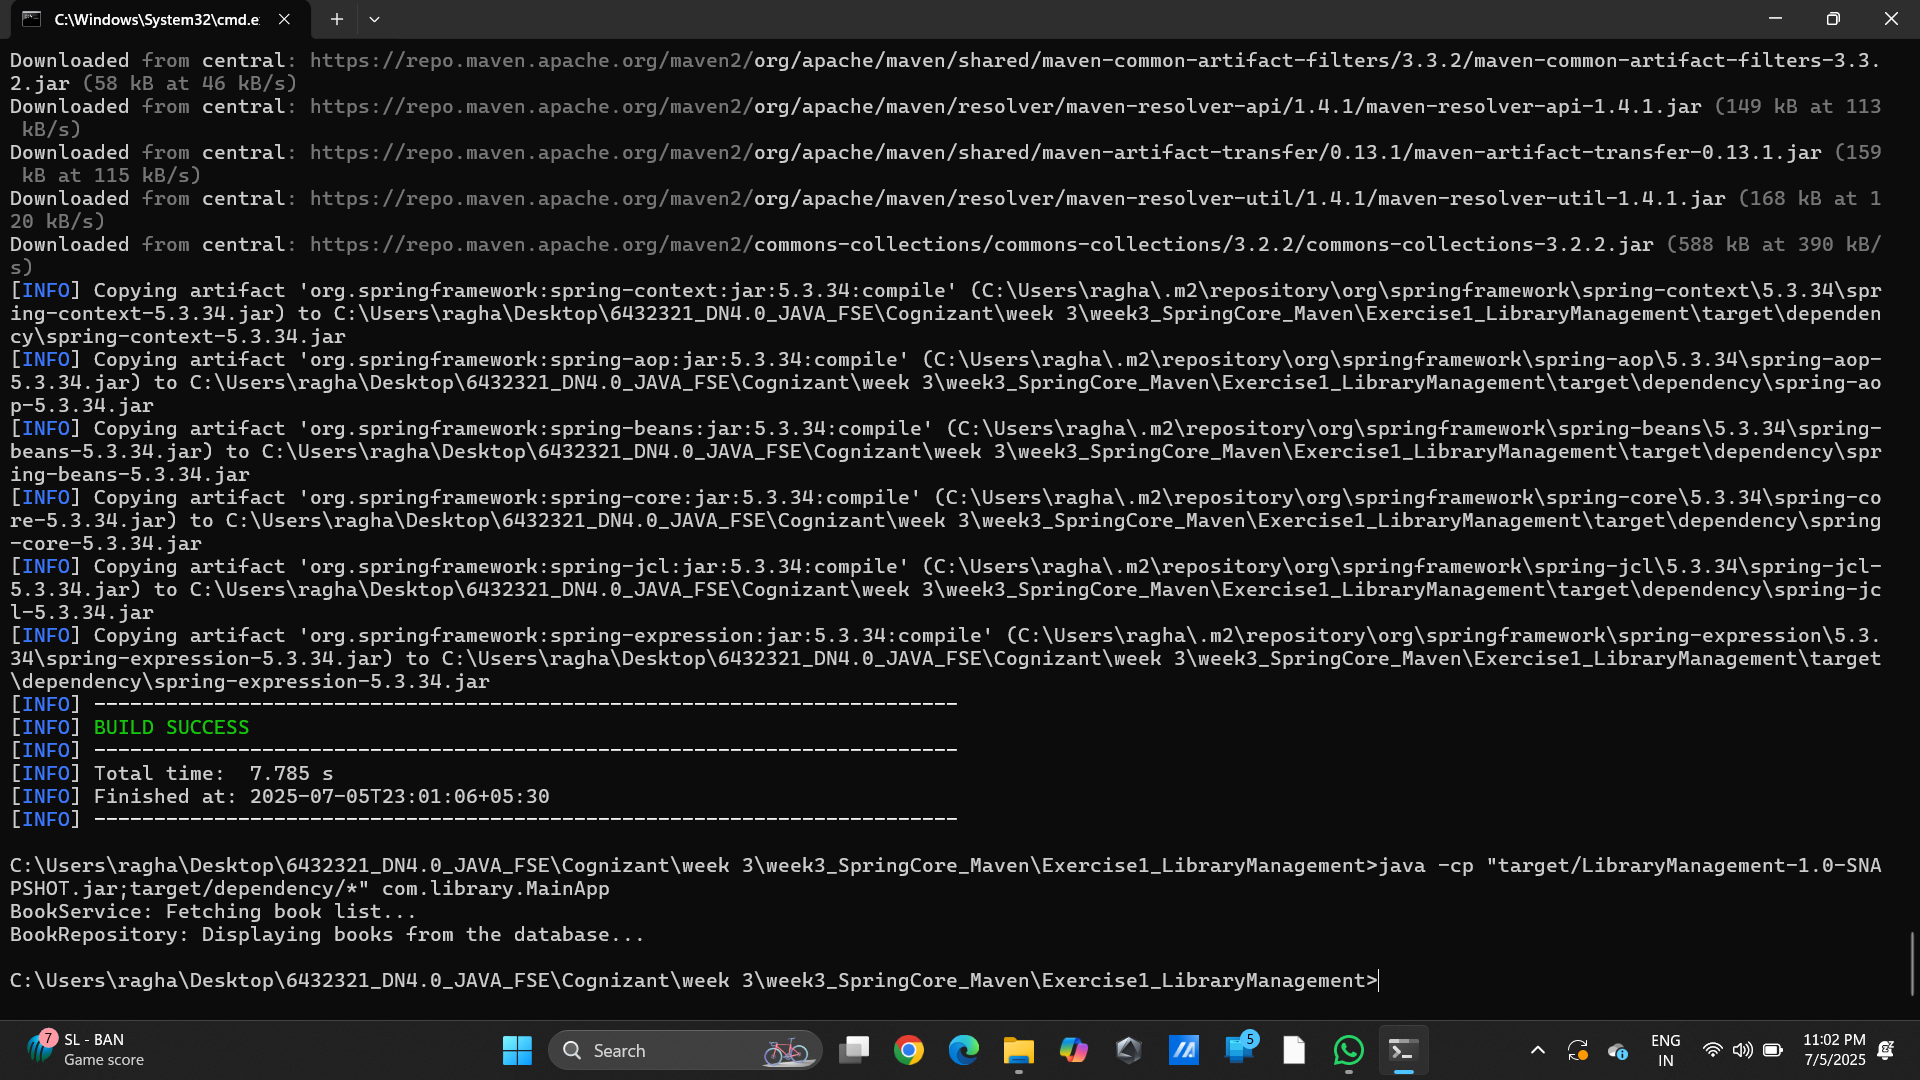 C:\Windows\System32\cmd.e
Downloaded from central: https://repo.maven.apache.org/maven2/org/apache/maven/shared/maven-common-artifact-filters/3.3.2/maven-common-artifact-filters-3.3.
2.jar (58 kB at 46 kB/s)
Downloaded from central: https://repo.maven.apache.org/maven2/org/apache/maven/resolver/maven-resolver-api/1.4.1/maven-resolver-api-1.4.1.jar (149 kB at 113
kB/s)
Downloaded from central: https://repo.maven.apache.org/maven2/org/apache/maven/shared/maven-artifact-transfer/0.13.1/maven-artifact-transfer-0.13.1.jar (159
kB at 115 kB/s)
Downloaded from central: https://repo.maven.apache.org/maven2/org/apache/maven/resolver/maven-resolver-util/1.4.1/maven-resolver-util-1.4.1.jar (168 kB at 1
20 kB/s)
Downloaded from central: https://repo.maven.apache.org/maven2/commons-collections/commons-collections/3.2.2/commons-collections-3.2.2.jar (588 kB at 390 kB/
s)
[INFO] Copying artifact 'org.springframework:spring-context:jar:5.3.34:compile' (C:\Users\ragha\.m2\repository\org\springframework\spring-context\5.3.34\spr
ing-context-5.3.34.jar) to C:\Users\ragha\Desktop\6432321_DN4.0_JAVA_FSE\Cognizant\week 3\week3_SpringCore_Maven\Exercise1_LibraryManagement\target\dependen
cy\spring-context-5.3.34.jar
[INFO] Copying artifact 'org.springframework:spring-aop:jar:5.3.34:compile' (C:\Users\ragha\.m2\repository\org\springframework\spring-aop\5.3.34\spring-aop-
5.3.34.jar) to C:\Users\ragha\Desktop\6432321_DN4.0_JAVA_FSE\Cognizant\week 3\week3_SpringCore_Maven\Exercise1_LibraryManagement\target\dependency\spring-ao
p-5.3.34.jar
[INFO] Copying artifact 'org.springframework:spring-beans:jar:5.3.34:compile' (C:\Users\ragha\.m2\repository\org\springframework\spring-beans\5.3.34\spring-
beans-5.3.34.jar) to C:\Users\ragha\Desktop\6432321_DN4.0_JAVA_FSE\Cognizant\week 3\week3_SpringCore_Maven\Exercise1_LibraryManagement\target\dependency\spr
ing-beans-5.3.34.jar
[INFO] Copying artifact 'org.springframework:spring-core:jar:5.3.34:compile' (C:\Users\ragha\.m2\repository\org\springframework\spring-core\5.3.34\spring-co
re-5.3.34.jar) to C:\Users\ragha\Desktop\6432321_DN4.0_JAVA_FSE\Cognizant\week 3\week3_SpringCore_Maven\Exercise1_LibraryManagement\target\dependency\spring
-core-5.3.34.jar
[INFO] Copying artifact 'org.springframework:spring-jcl:jar:5.3.34:compile' (C:\Users\ragha\.m2\repository\org\springframework\spring-jcl\5.3.34\spring-jcl-
5.3.34.jar) to C:\Users\ragha\Desktop\6432321_DN4.0_JAVA_FSE\Cognizant\week 3\week3_SpringCore_Maven\Exercise1_LibraryManagement\target\dependency\spring-jc
l-5.3.34.jar
[INFO] Copying artifact 'org.springframework:spring-expression:jar:5.3.34:compile' (C:\Users\ragha\.m2\repository\org\springframework\spring-expression\5.3.
34\spring-expression-5.3.34.jar) to C:\Users\ragha\Desktop\6432321_DN4.0_JAVA_FSE\Cognizant\week 3\week3_SpringCore_Maven\Exercise1_LibraryManagement\target
\dependency\spring-expression-5.3.34.jar
[INFO] ------------------------------------------------------------------------
[INFO] BUILD SUCCESS
[INFO] ------------------------------------------------------------------------
[INFO] Total time:  7.785 s
[INFO] Finished at: 2025-07-05T23:01:06+05:30
[INFO] ------------------------------------------------------------------------
C:\Users\ragha\Desktop\6432321_DN4.0_JAVA_FSE\Cognizant\week 3\week3_SpringCore_Maven\Exercise1_LibraryManagement>java -cp "target/LibraryManagement-1.0-SNA
PSHOT.jar;target/dependency/*" com.library.MainApp
BookService: Fetching book list...
BookRepository: Displaying books from the database...
C:\Users\ragha\Desktop\6432321_DN4.0_JAVA_FSE\Cognizant\week 3\week3_SpringCore_Maven\Exercise1_LibraryManagement>
7
SL - BAN
Game score
Search
5
ENG
IN
11:02 PM
7/5/2025